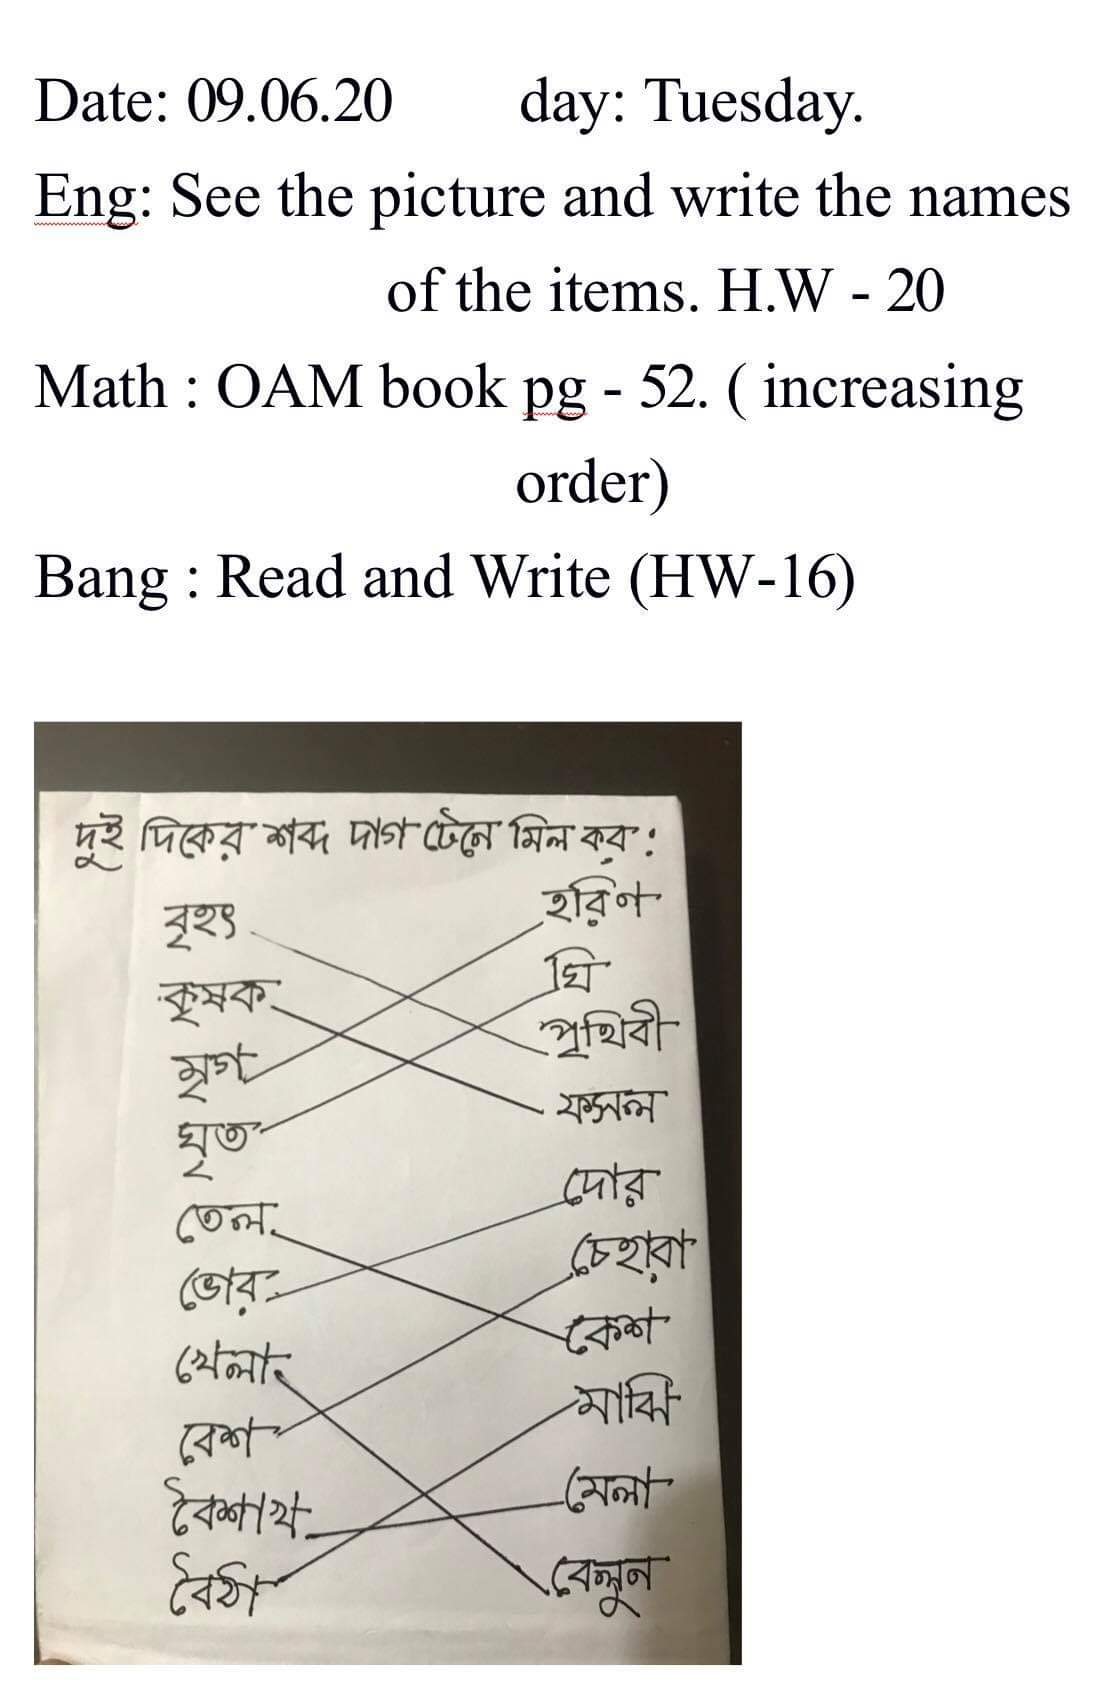 Date: 09.06.20 day: Tuesday.
Eng: See the picture and write the names
of the items. H.W - 20
Math : OAM book pg - 52. ( increasing
order)
Bang : Read and Write (HW-16)
দুই দিকের শব্দ দাগ টেনে মিল কর :
বৃহৎ হরিণ
কৃষক ঘি
মৃগ পৃথিবী
ঘৃত ফসল
তেল দোর
ভোর চেহারা
খেলা কেশ
বেশ মাঝি
বৈশাখ মেলা
বৈঠা বেলুন